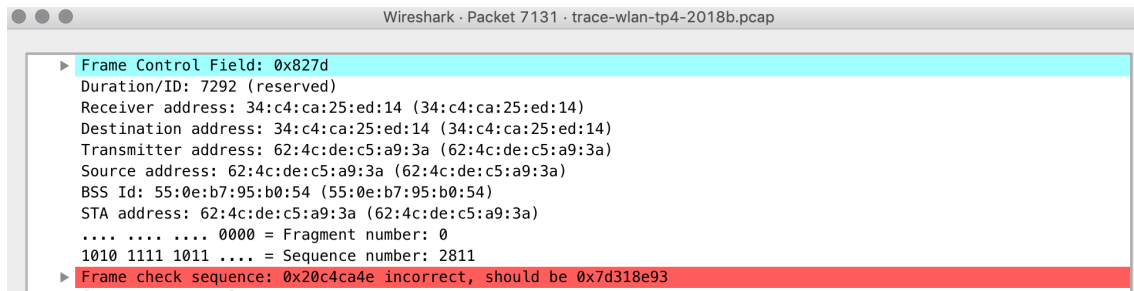 Wireshark · Packet 7131 · trace-wlan-tp4-2018b.pcap
Frame Control Field: 0x827d
Duration/ID: 7292 (reserved)
Receiver address: 34:c4:ca:25:ed:14 (34:c4:ca:25:ed:14)
Destination address: 34:c4:ca:25:ed:14 (34:c4:ca:25:ed:14)
Transmitter address: 62:4c:de:c5:a9:3a (62:4c:de:c5:a9:3a)
Source address: 62:4c:de:c5:a9:3a (62:4c:de:c5:a9:3a)
BSS Id: 55:0e:b7:95:b0:54 (55:0e:b7:95:b0:54)
STA address: 62:4c:de:c5:a9:3a (62:4c:de:c5:a9:3a)
.... .... .... 0000 = Fragment number: 0
1010 1111 1011 .... = Sequence number: 2811
Frame check sequence: 0x20c4ca4e incorrect, should be 0x7d318e93